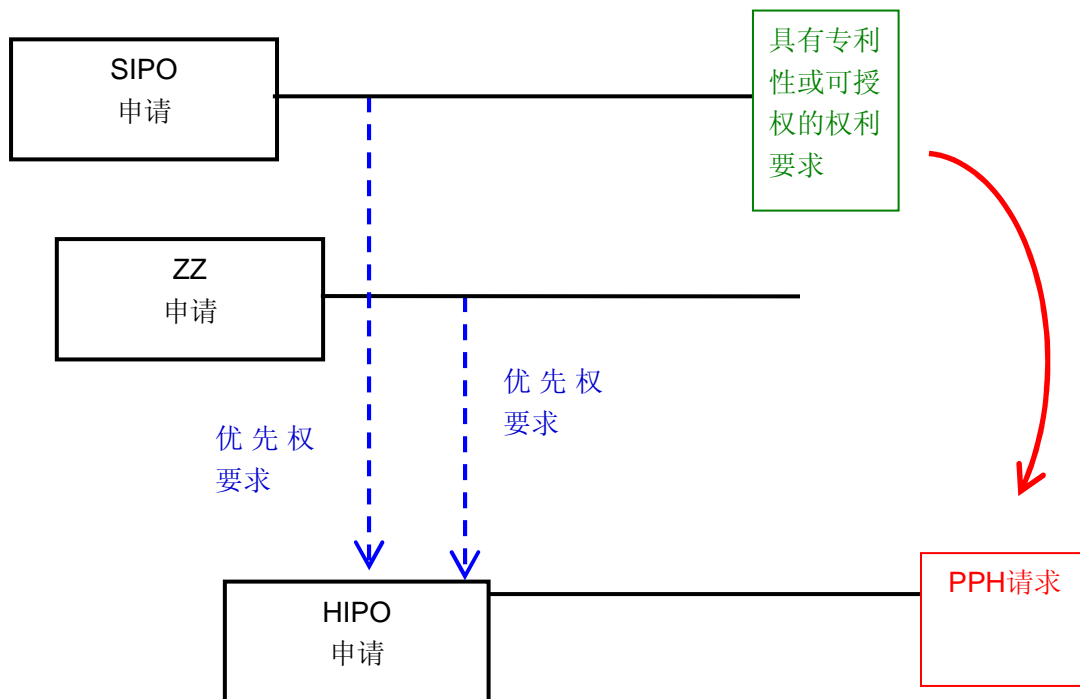 SIPO
申请
具有专利
性或可授
权的权利
要求
ZZ
申请
优先权
要求
优先权
要求
HIPO
申请
PPH请求